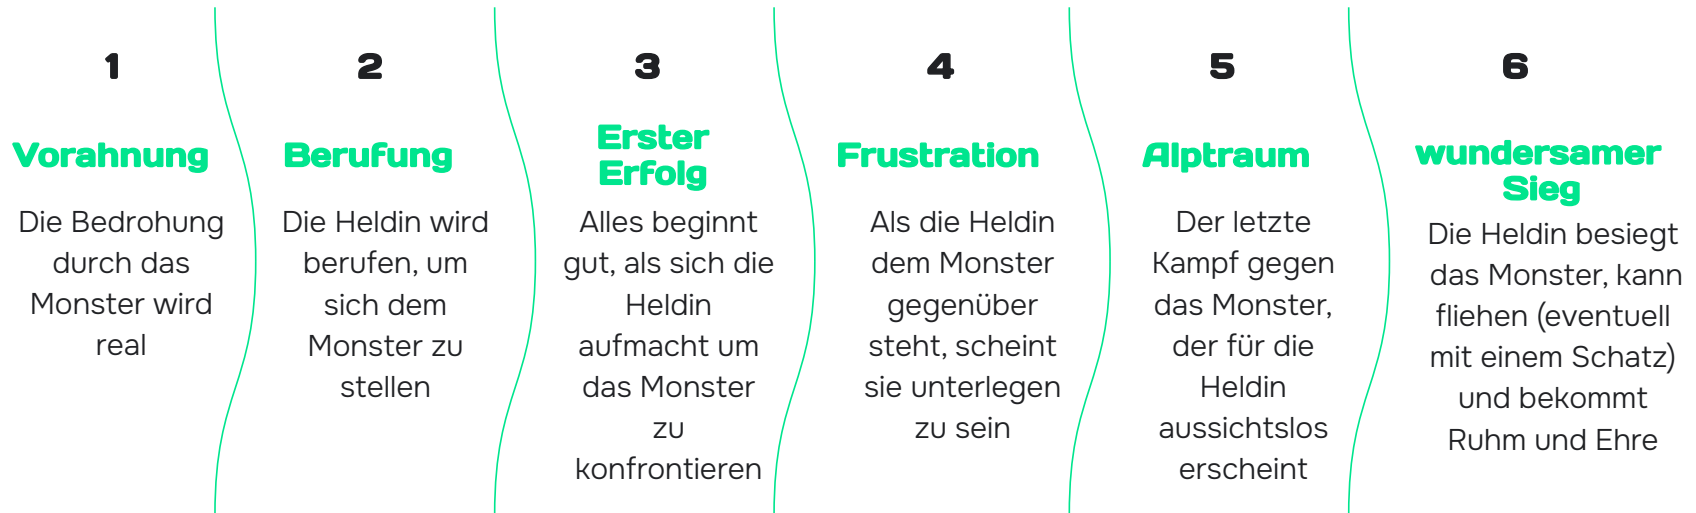 1
Vorahnung
Die Bedrohung
durch das
Monster wird
real
2
Berufung
Die Heldin wird
berufen, um
sich dem
Monster zu
stellen
3
Erster
Erfolg
Alles beginnt
gut, als sich die
Heldin
aufmacht um
das Monster
zu
konfrontieren
4
Frustration
Als die Heldin
dem Monster
gegenüber
steht, scheint
sie unterlegen
zu sein
5
Alptraum
Der letzte
Kampf gegen
das Monster,
der für die
Heldin
aussichtslos
erscheint
6
wundersamer
Sieg
Die Heldin besiegt
das Monster, kann
fliehen (eventuell
mit einem Schatz)
und bekommt
Ruhm und Ehre